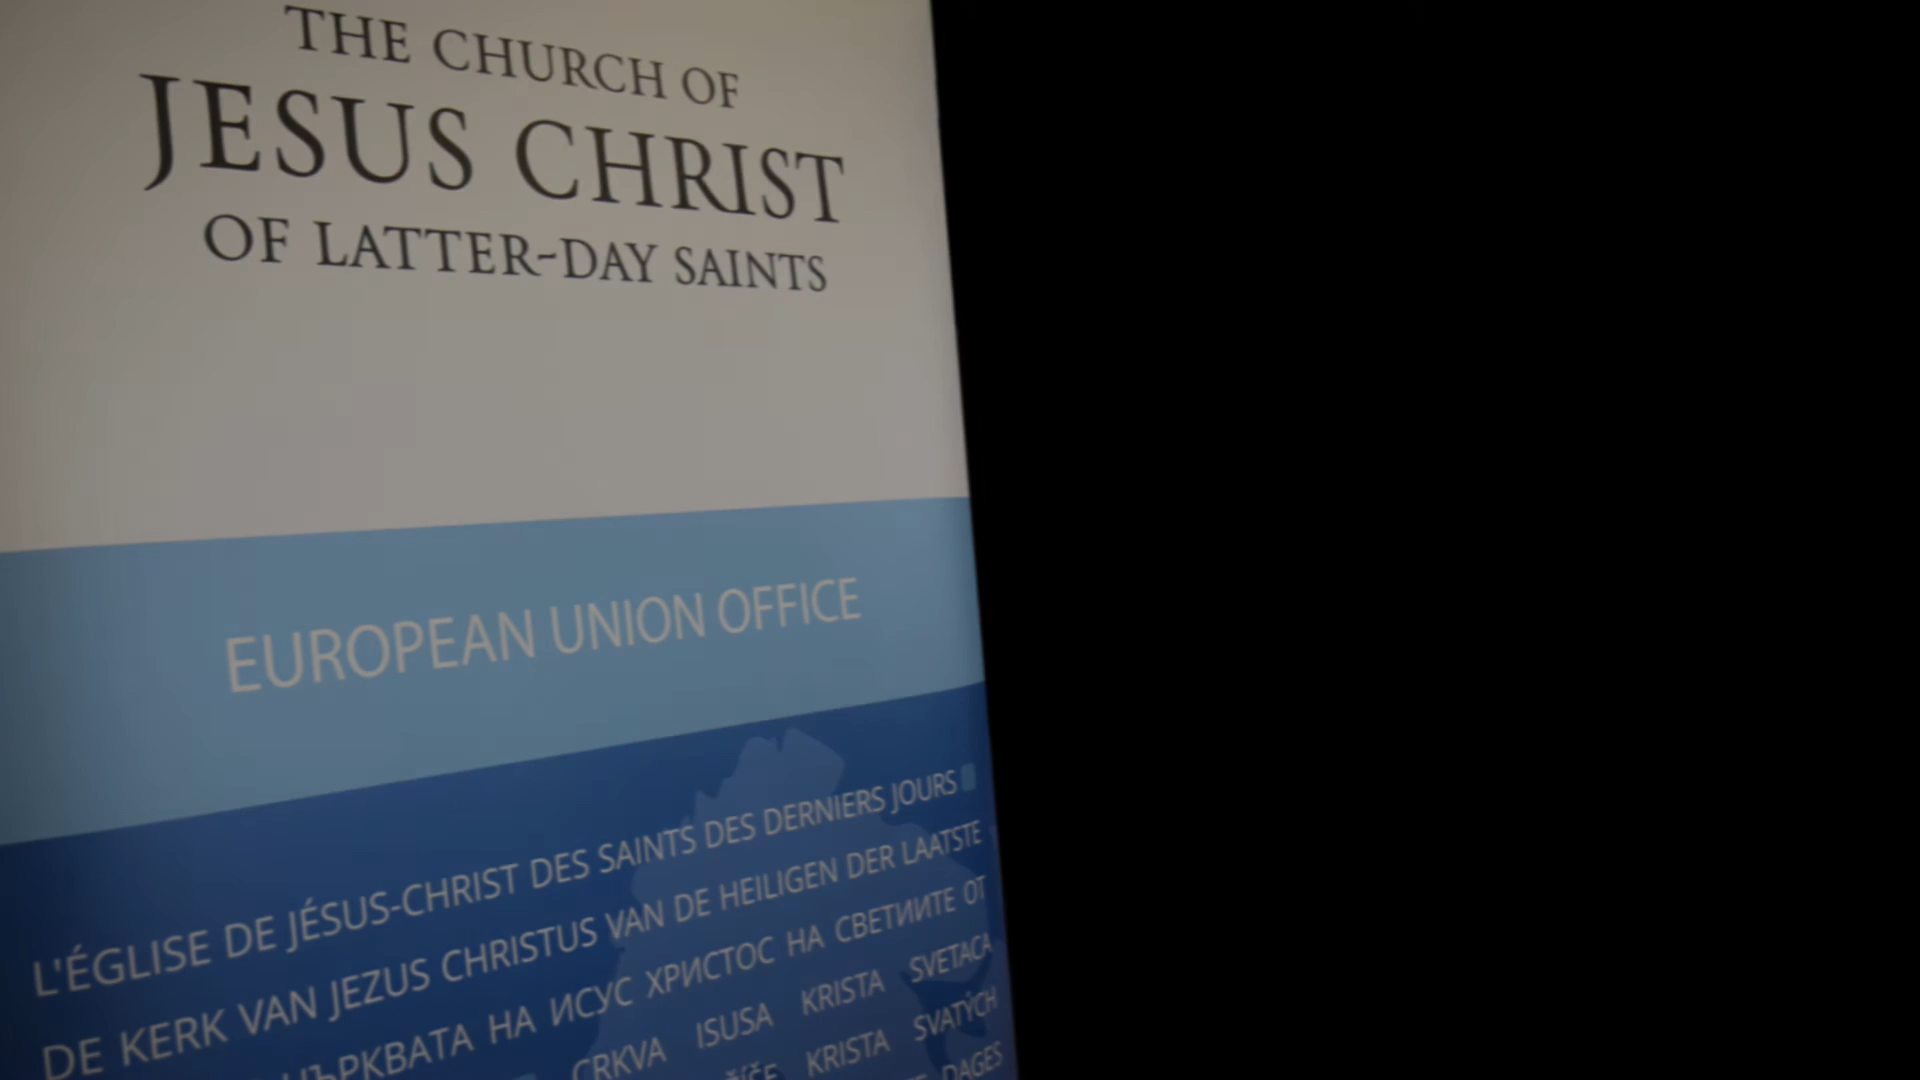 THE CHURCH OF
JESUS CHRIST
OF LATTER-DAY SAINTS
EUROPEAN UNION OFFICE
L'ÉGLISE DE JÉSUS-CHRIST DES SAINTS DES DERNIERS JOURS
DE KERK VAN JEZUS CHRISTUS VAN DE HEILIGEN DER LAATSTE
ЦЪРКВАТА НА ИСУС ХРИСТОС НА СВЕТИИТЕ ОТ
CRKVA ISUSA KRISTA SVETACA
KRISTA SVATÝCH
DAGES